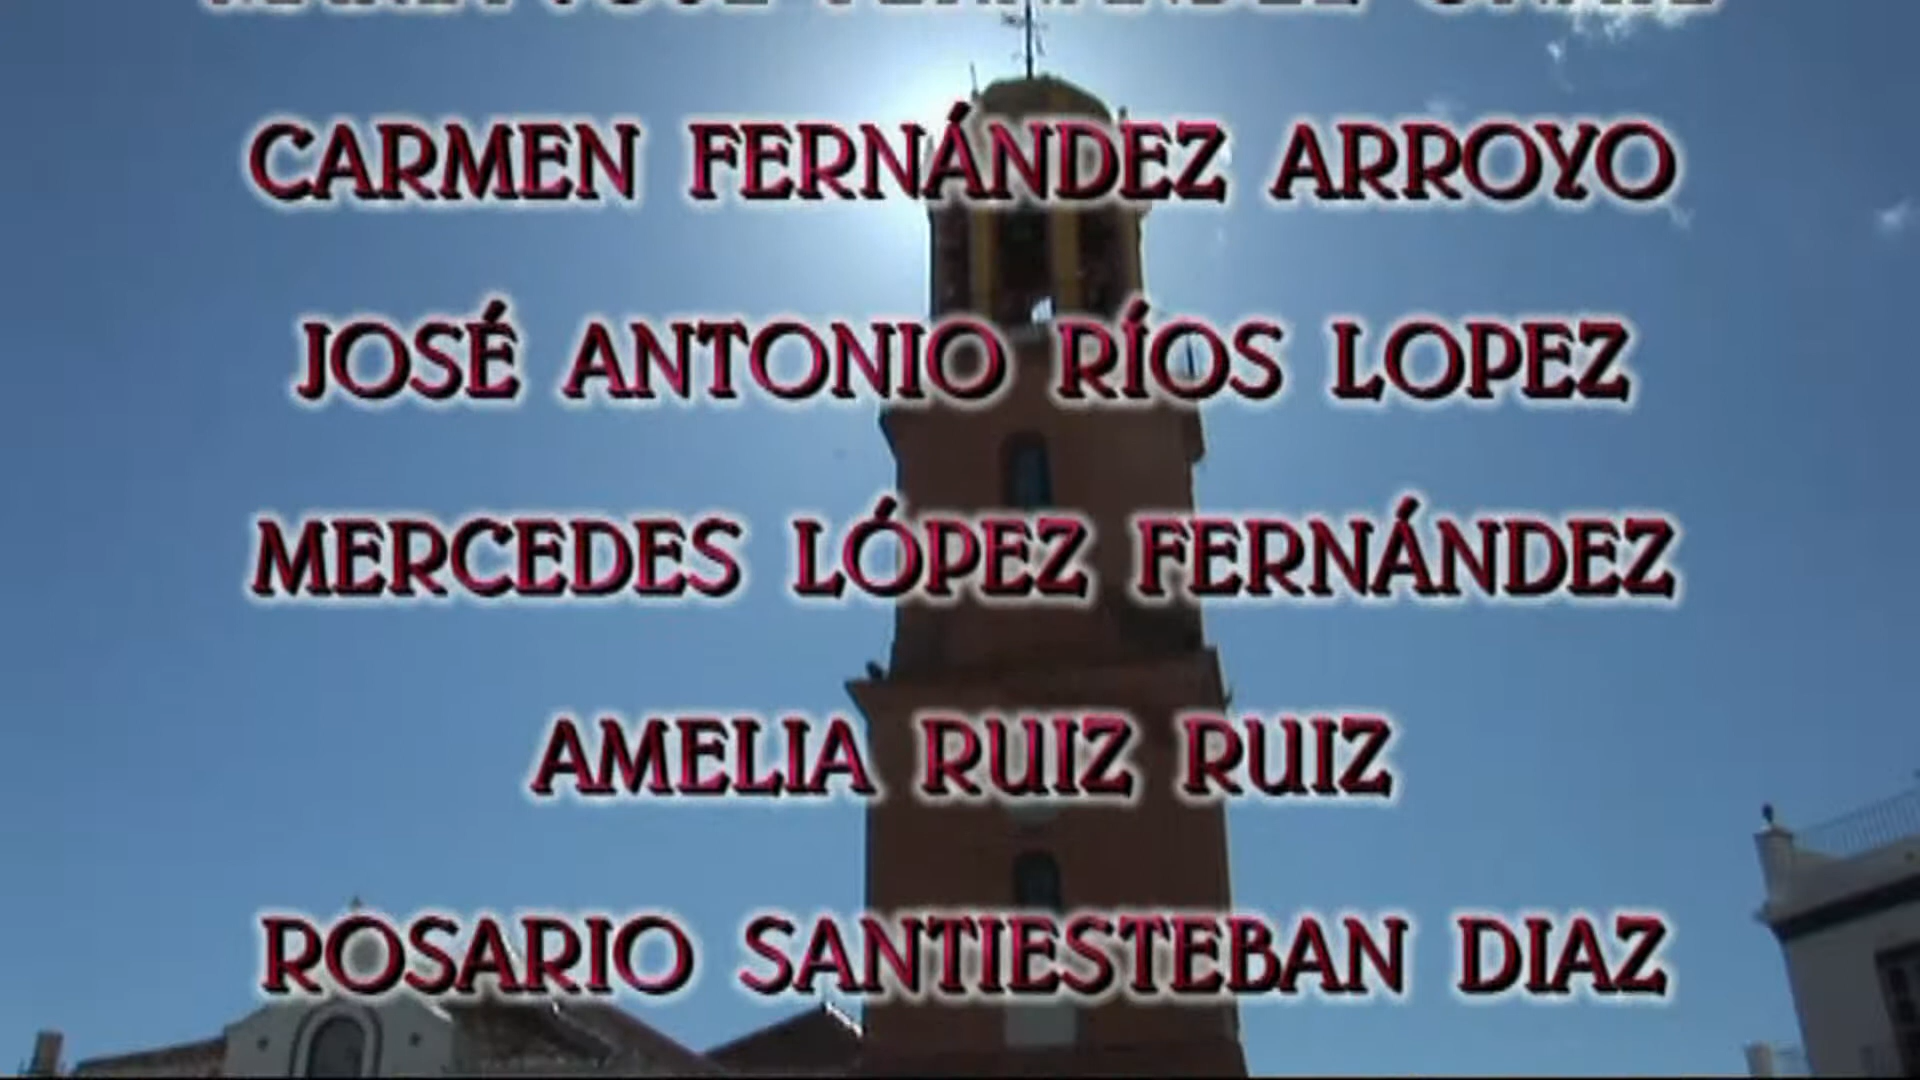 CARMEN FERNÁNDEZ ARROYO
JOSÉ ANTONIO RÍOS LOPEZ
MERCEDES LÓPEZ FERNÁNDEZ
AMELIA RUIZ RUIZ
ROSARIO SANTIESTEBAN DIAZ